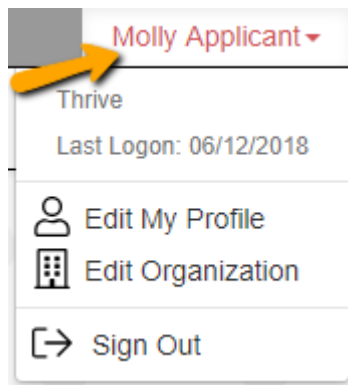 Molly Applicant
Thrive
Last Logon: 06/12/2018
Edit My Profile
Edit Organization
Sign Out